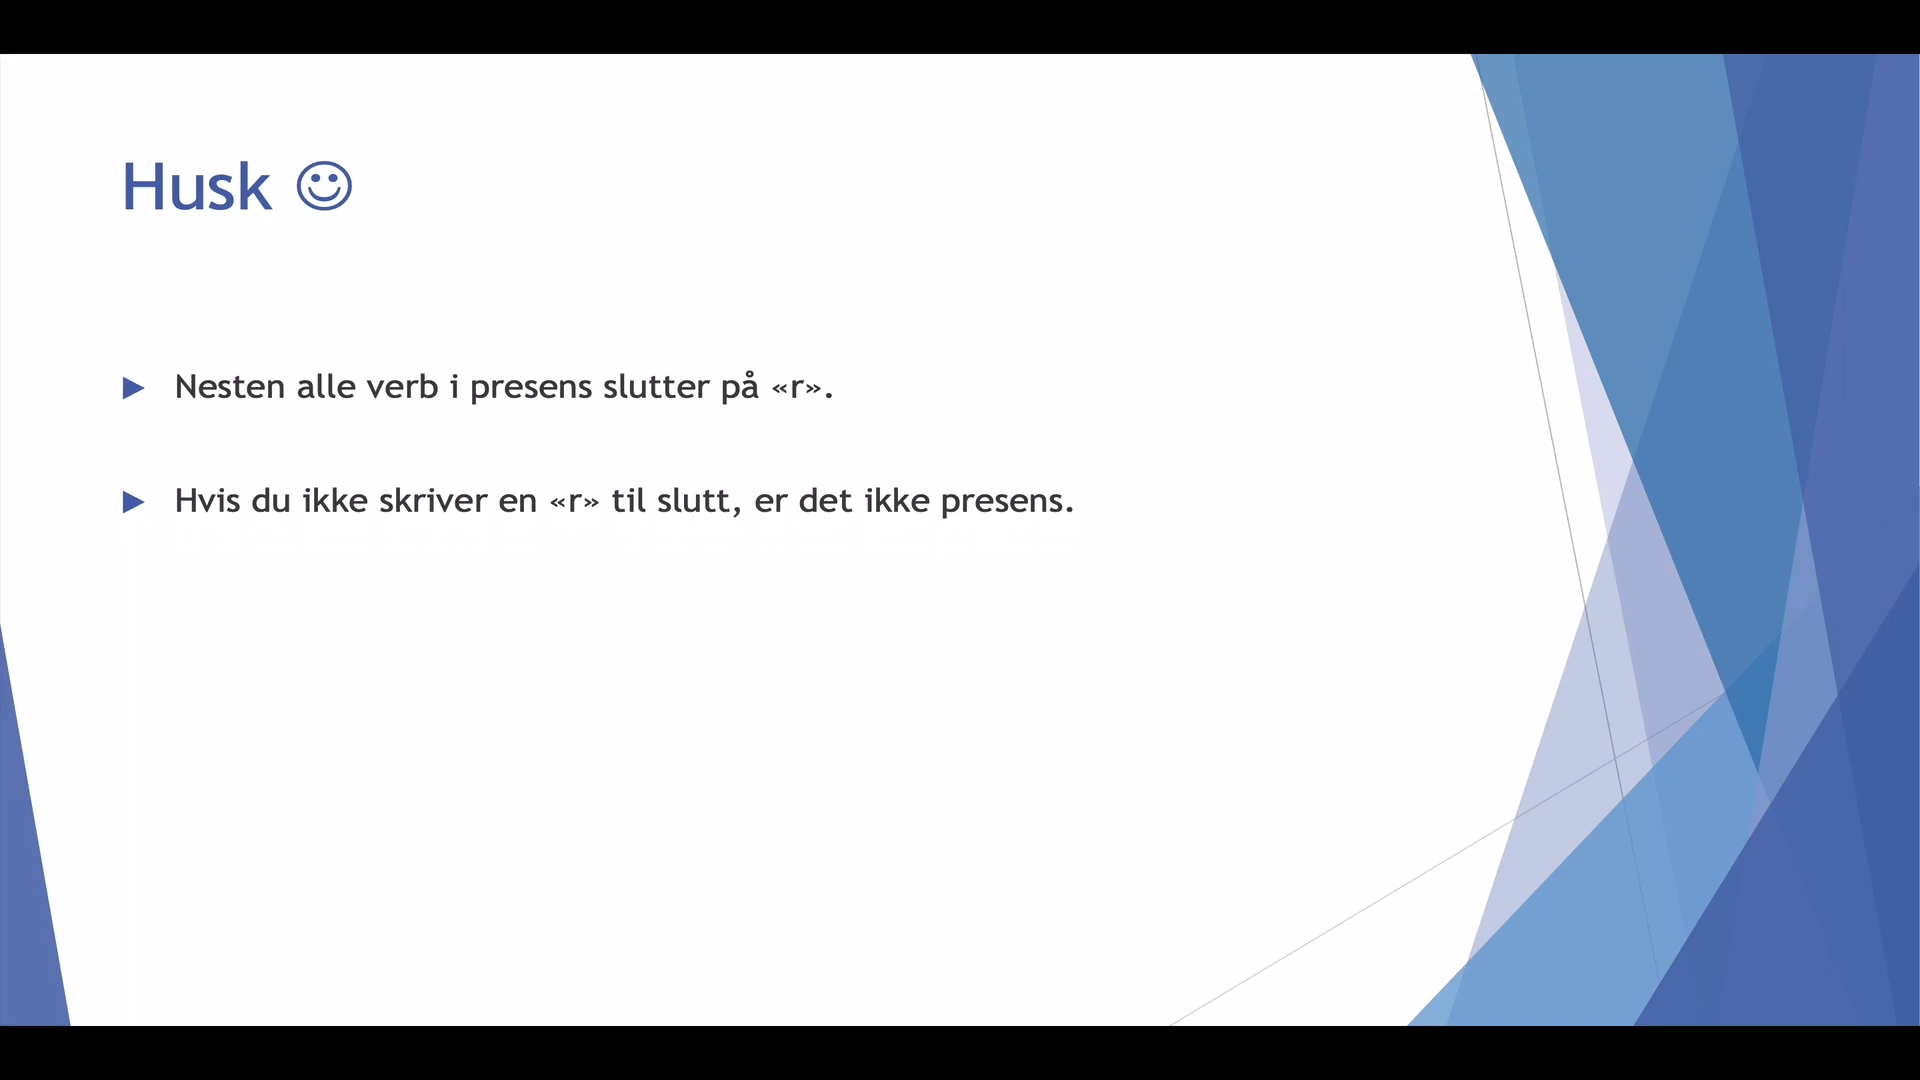 Husk ☺
Nesten alle verb i presens slutter på «r».
Hvis du ikke skriver en «r» til slutt, er det ikke presens.